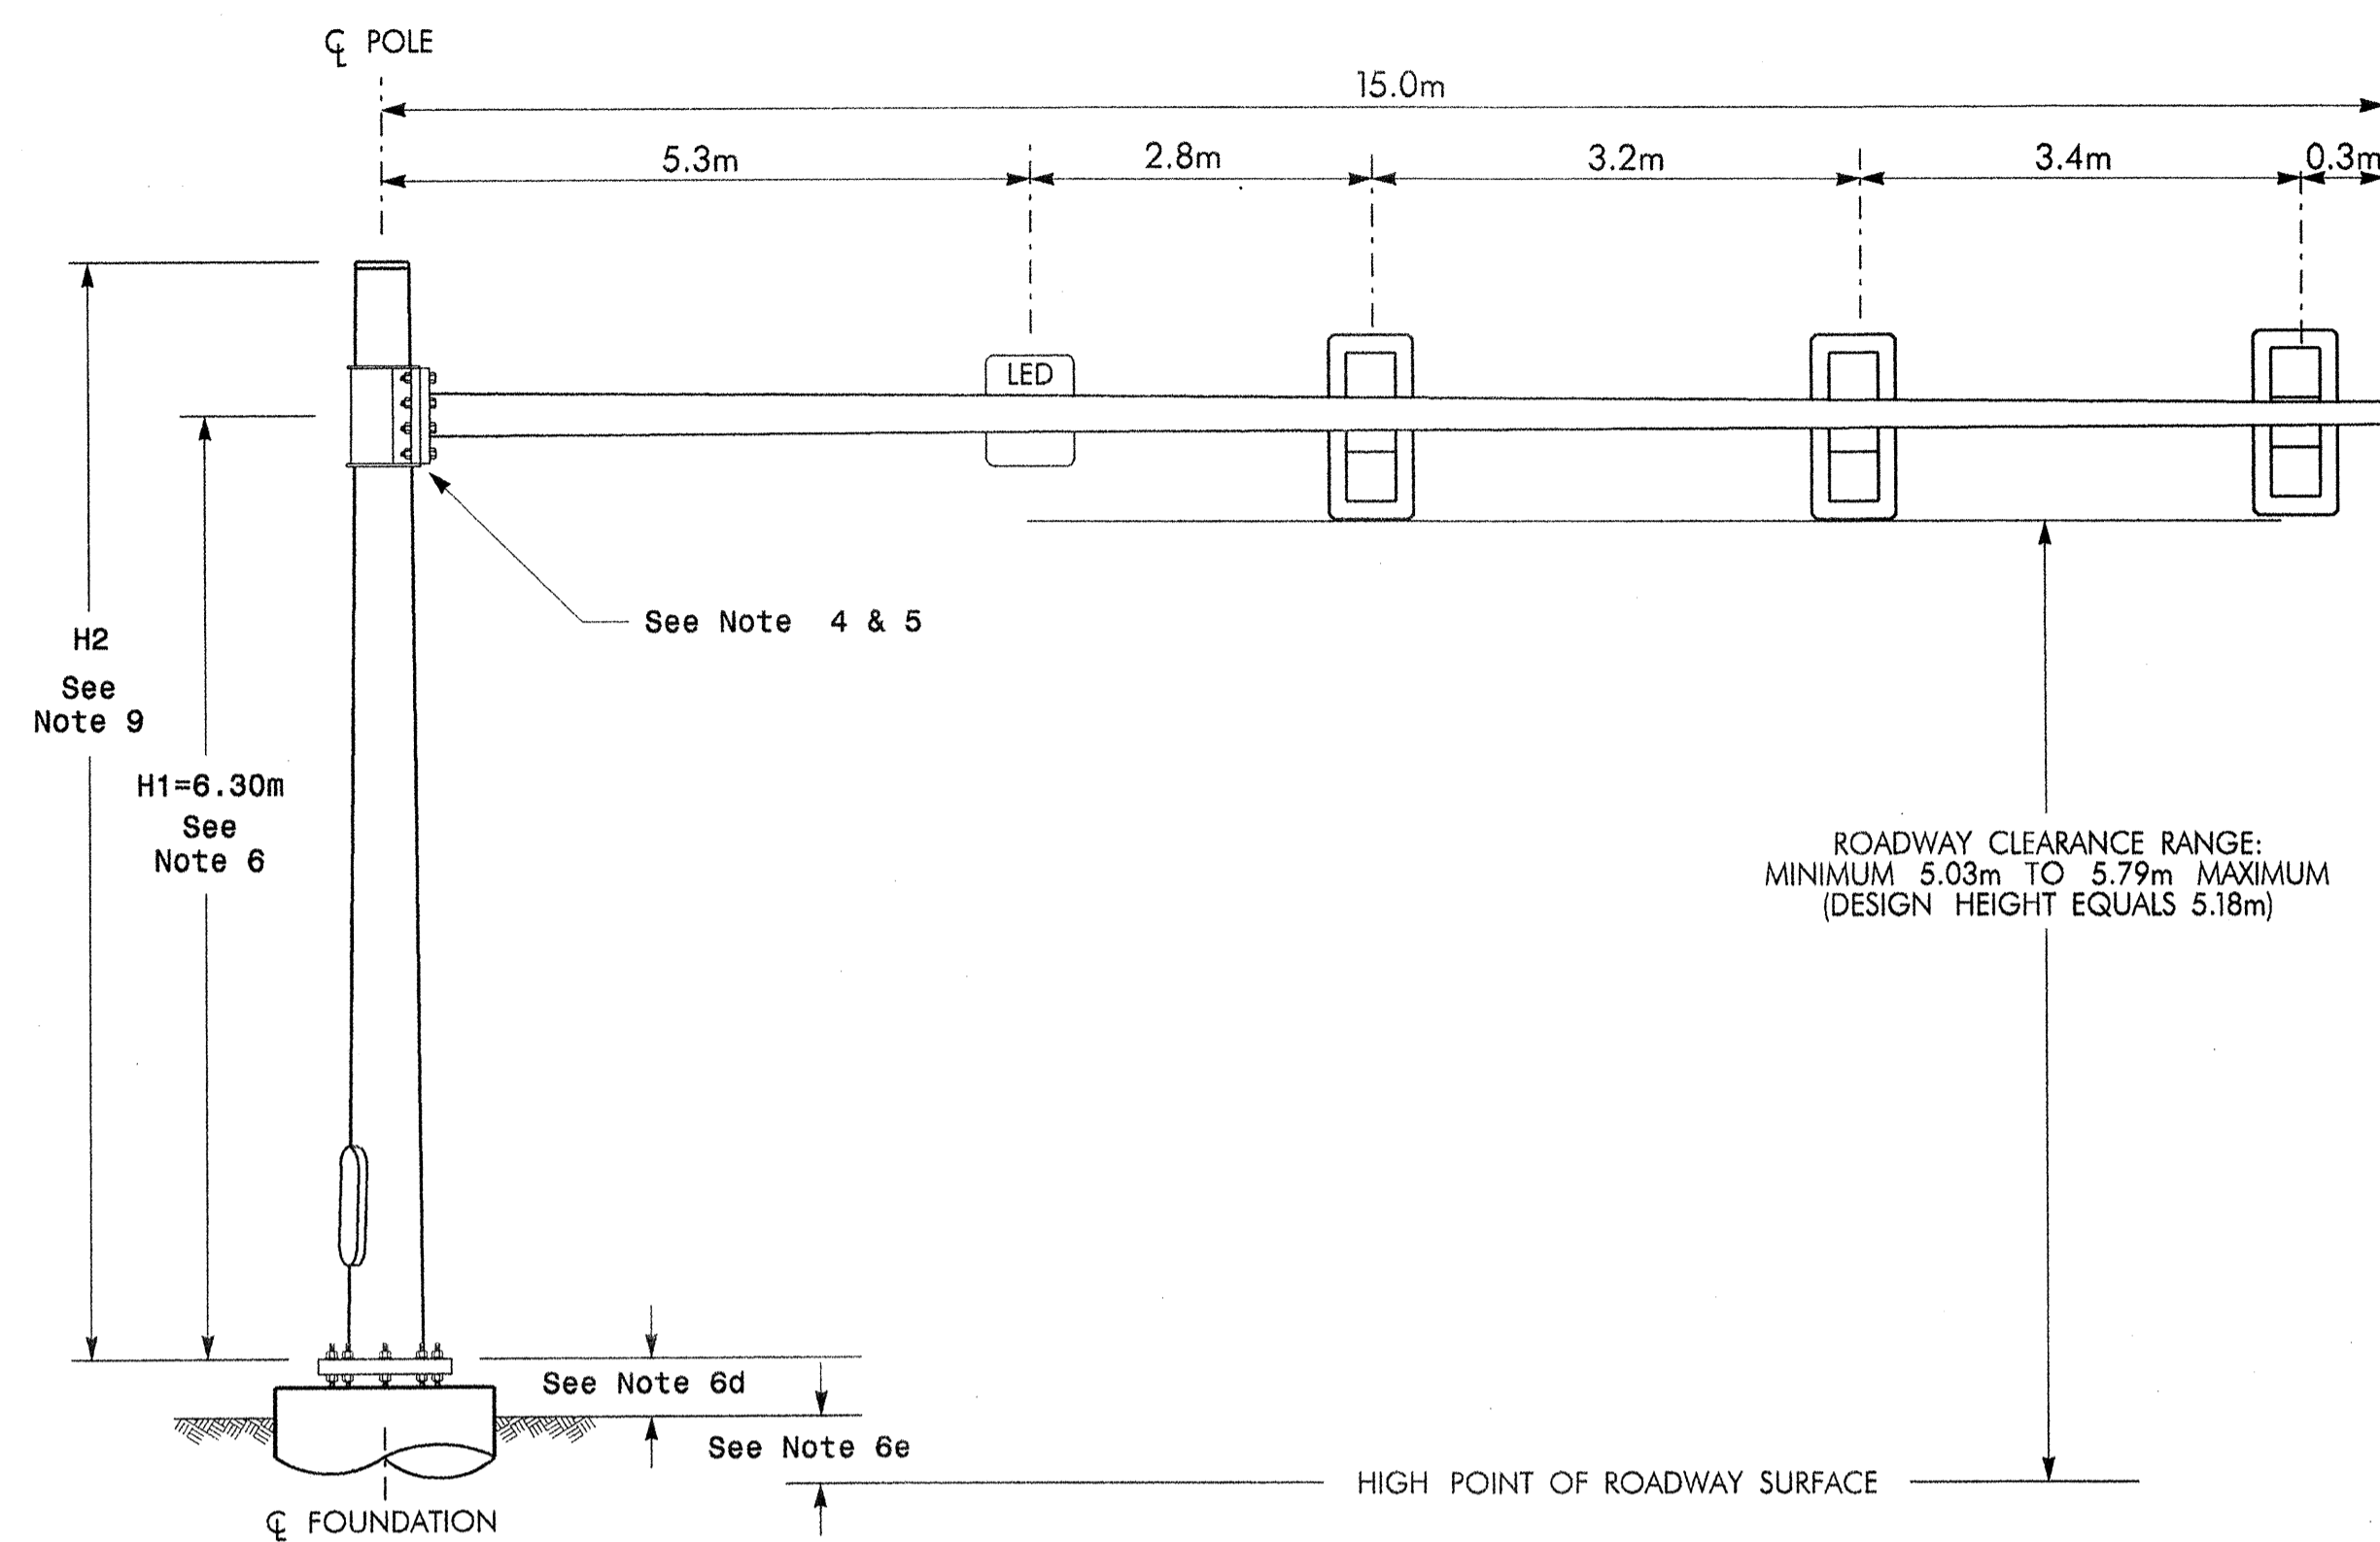 ℄ POLE
15.0m
5.3m
2.8m
3.2m
3.4m
0.3m
LED
See Note 4 & 5
H2
See
Note 9
H1=6.30m
See
Note 6
ROADWAY CLEARANCE RANGE:
MINIMUM 5.03m TO 5.79m MAXIMUM
(DESIGN HEIGHT EQUALS 5.18m)
See Note 6d
See Note 6e
HIGH POINT OF ROADWAY SURFACE
℄ FOUNDATION